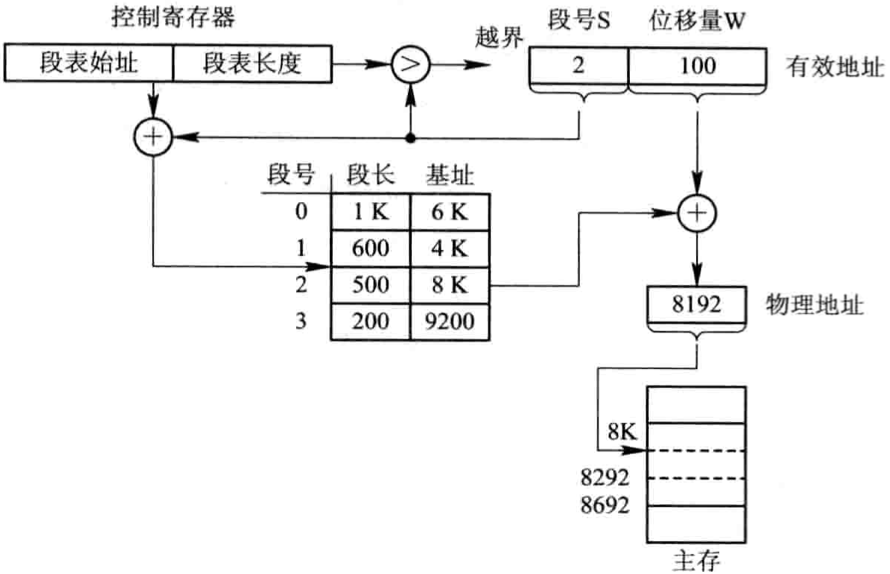 控制寄存器
段表始址 段表长度
>
越界
段号S 位移量W
2 100
有效地址
+
段号 段长 基址
0 1 K 6 K
1 600 4 K
2 500 8 K
3 200 9200
+
8192
物理地址
8K
8292
8692
主存